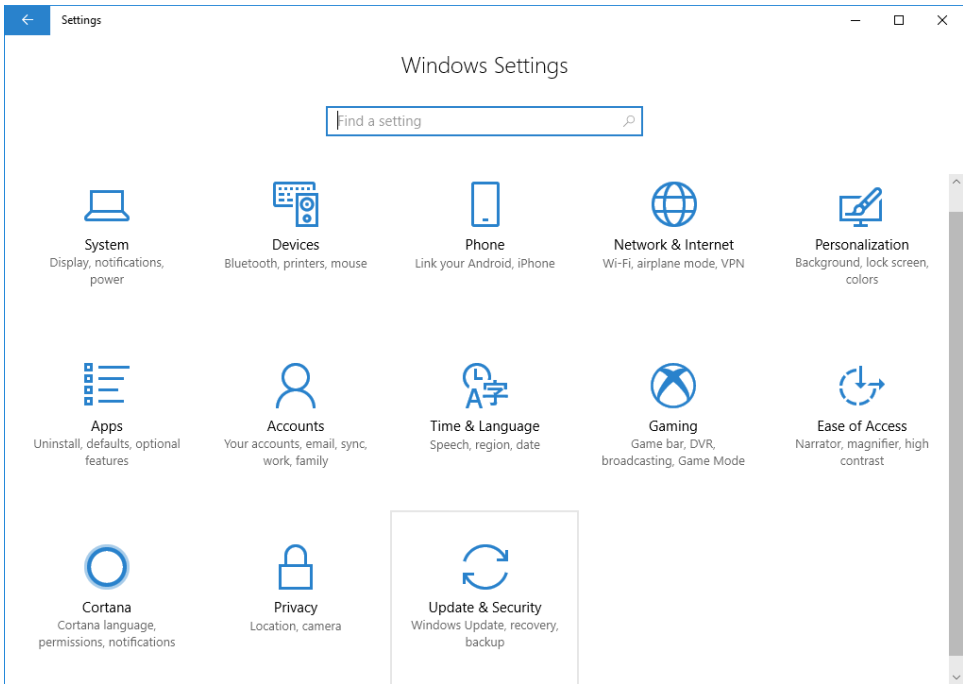 Settings
Windows Settings
Find a setting
System
Display, notifications,
power
Devices
Bluetooth, printers, mouse
Phone
Link your Android, iPhone
Network & Internet
Wi-Fi, airplane mode, VPN
Personalization
Background, lock screen,
colors
Apps
Uninstall, defaults, optional
features
Accounts
Your accounts, email, sync,
work, family
A字
Time & Language
Speech, region, date
Gaming
Game bar, DVR,
broadcasting, Game Mode
Ease of Access
Narrator, magnifier, high
contrast
Cortana
Cortana language,
permissions, notifications
Privacy
Location, camera
Update & Security
Windows Update, recovery,
backup